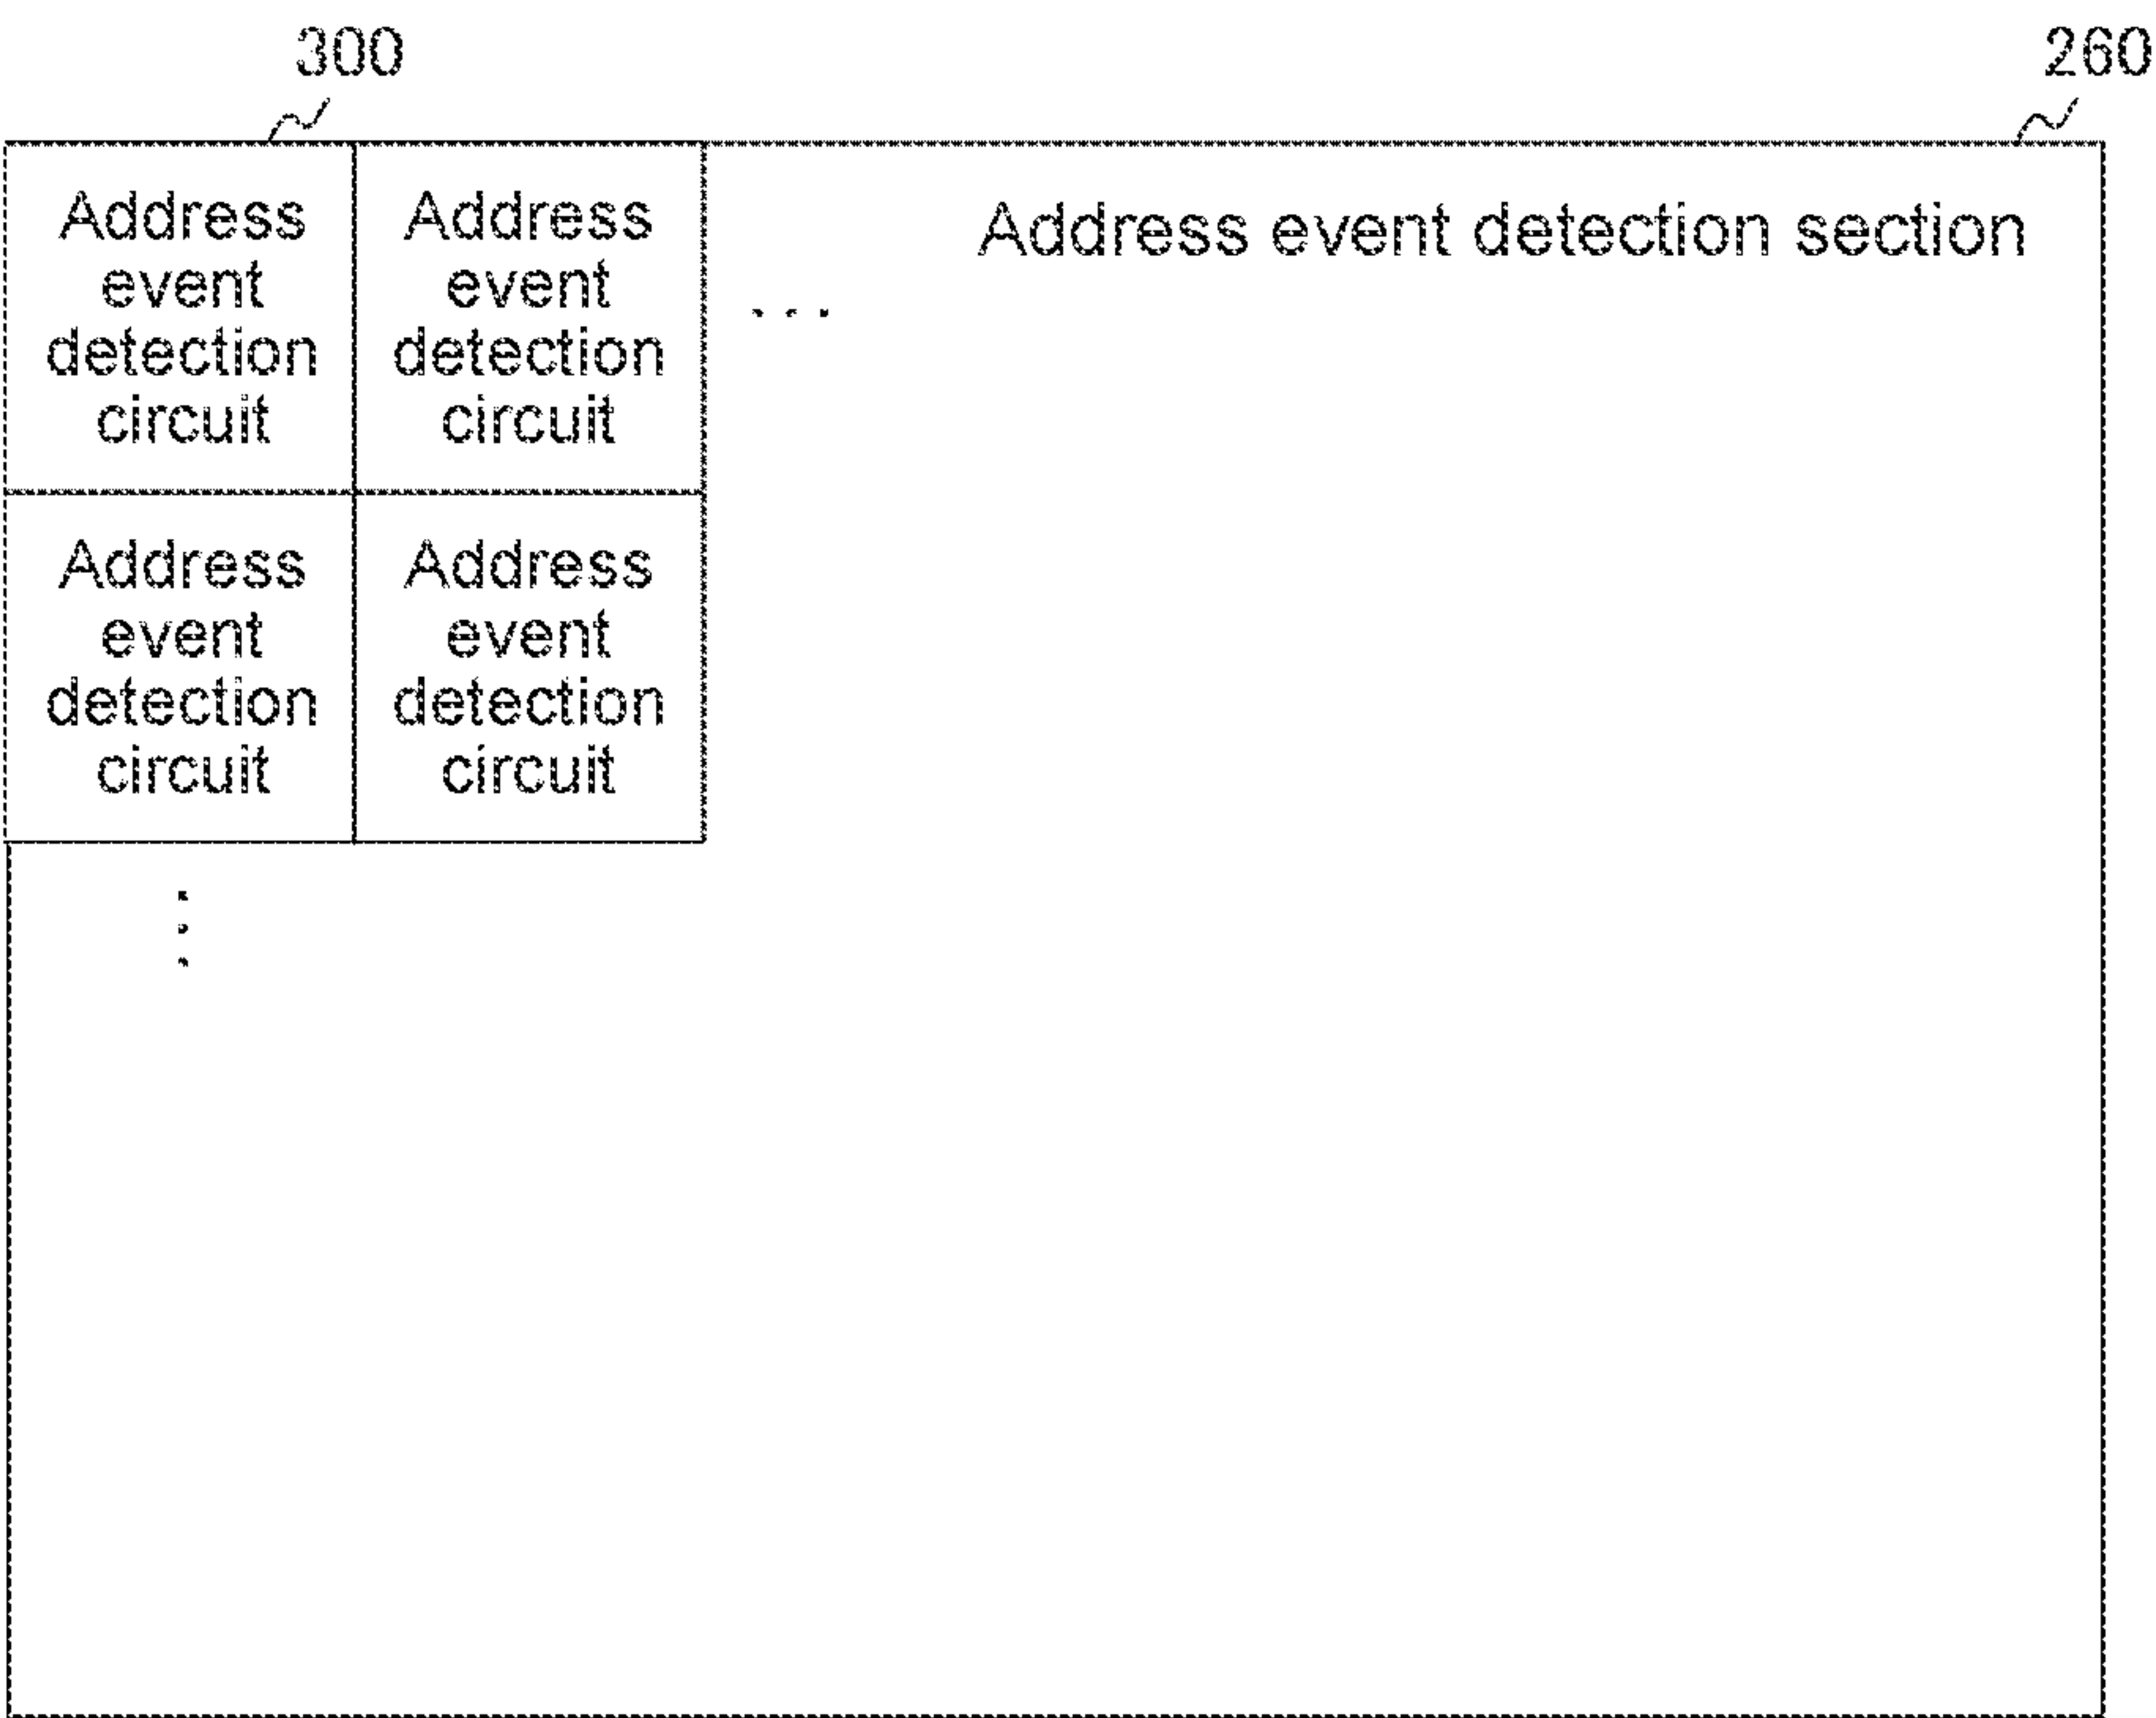 300
260
Address
event
detection
circuit
Address
event
detection
circuit
Address event detection section
...
Address
event
detection
circuit
Address
event
detection
circuit